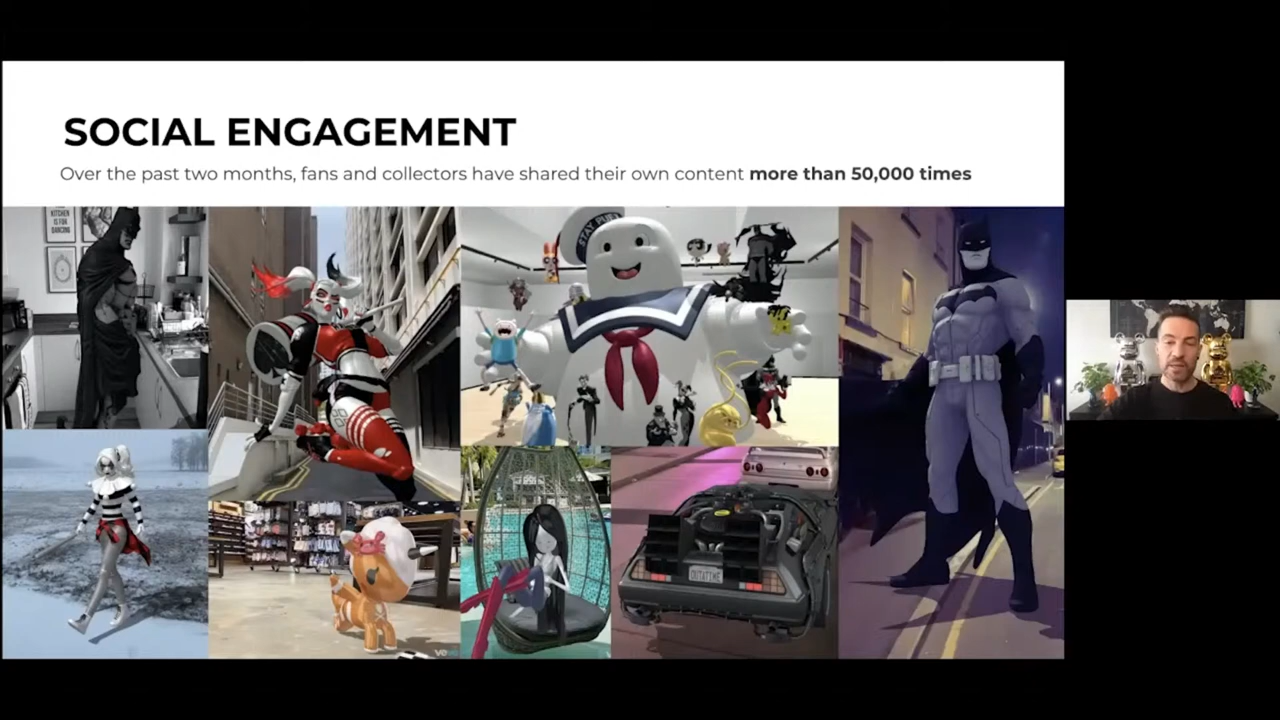 SOCIAL ENGAGEMENT
Over the past two months, fans and collectors have shared their own content more than 50,000 times
KITCHEN
IS FOR
DANCING
STAY PUFT
OUTATIME
ve